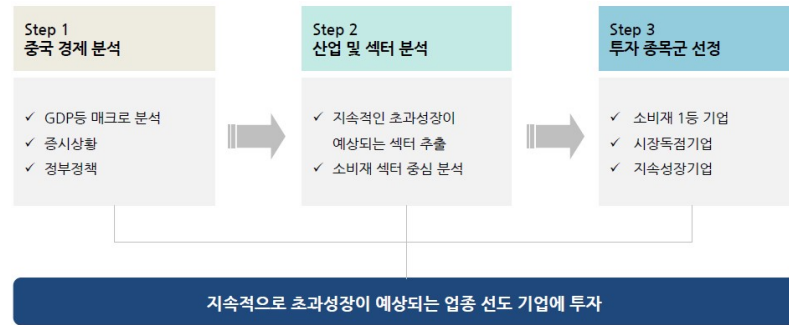 Step 1
중국 경제 분석
✓ GDP등 매크로 분석
✓ 증시상황
✓ 정부정책
Step 2
산업 및 섹터 분석
✓ 지속적인 초과성장이
예상되는 섹터 추출
✓ 소비재 섹터 중심 분석
Step 3
투자 종목군 선정
✓ 소비재 1등 기업
✓ 시장독점기업
✓ 지속성장기업
지속적으로 초과성장이 예상되는 업종 선도 기업에 투자